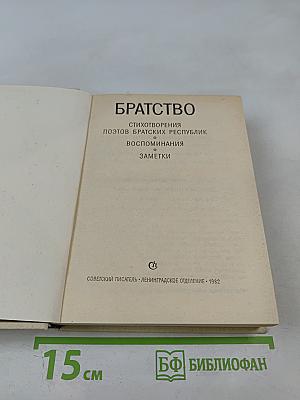 БРАТСТВО
СТИХОТВОРЕНИЯ
ПОЭТОВ БРАТСКИХ РЕСПУБЛИК
ВОСПОМИНАНИЯ
ЗАМЕТКИ
СОВЕТСКИЙ ПИСАТЕЛЬ • ЛЕНИНГРАДСКОЕ ОТДЕЛЕНИЕ • 1982
15 см
БФ БИБЛИОФАН